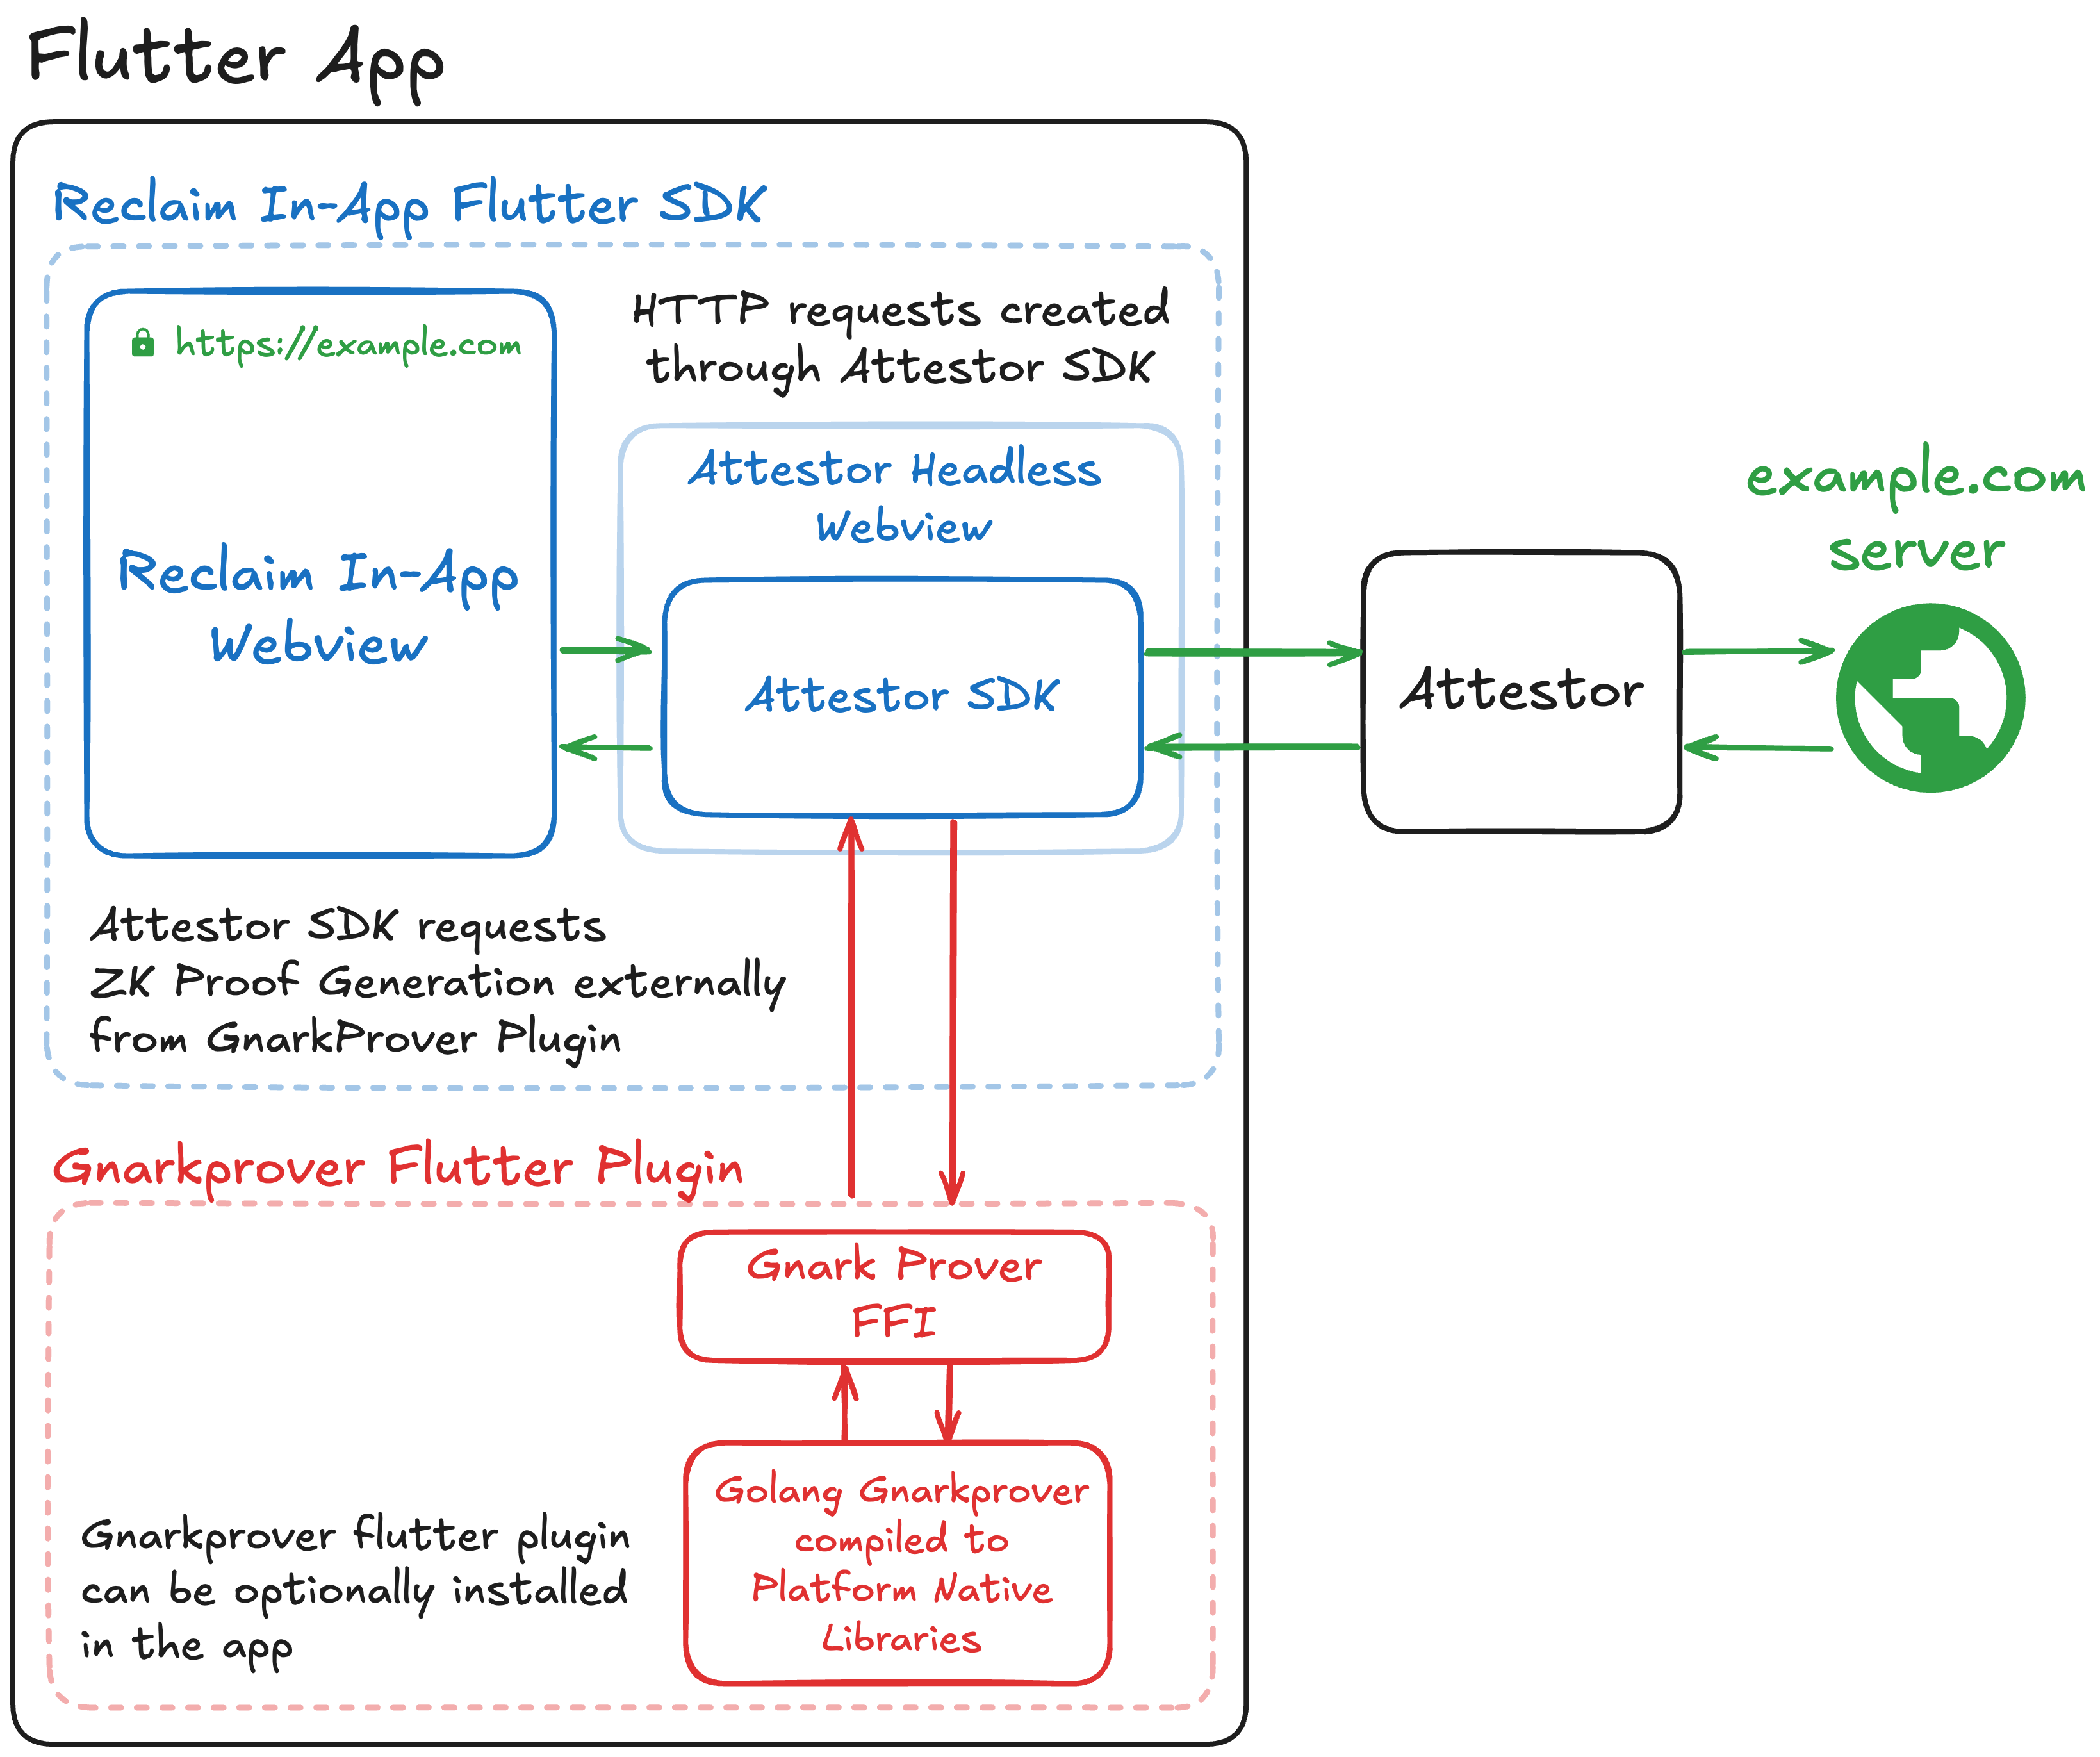 Flutter App
Reclaim In-App Flutter SDK
https://example.com
Reclaim In-App
Webview
HTTP requests created
through Attestor SDK
Attestor Headless
Webview
Attestor SDK
Attestor
example.com
server
Attestor SDK requests
ZK Proof Generation externally
from GnarkProver Plugin
Gnarkprover Flutter Plugin
Gnark Prover
FFI
Golang Gnarkprover
compiled to
Platform Native
Libraries
Gnarkprover flutter plugin
can be optionally installed
in the app